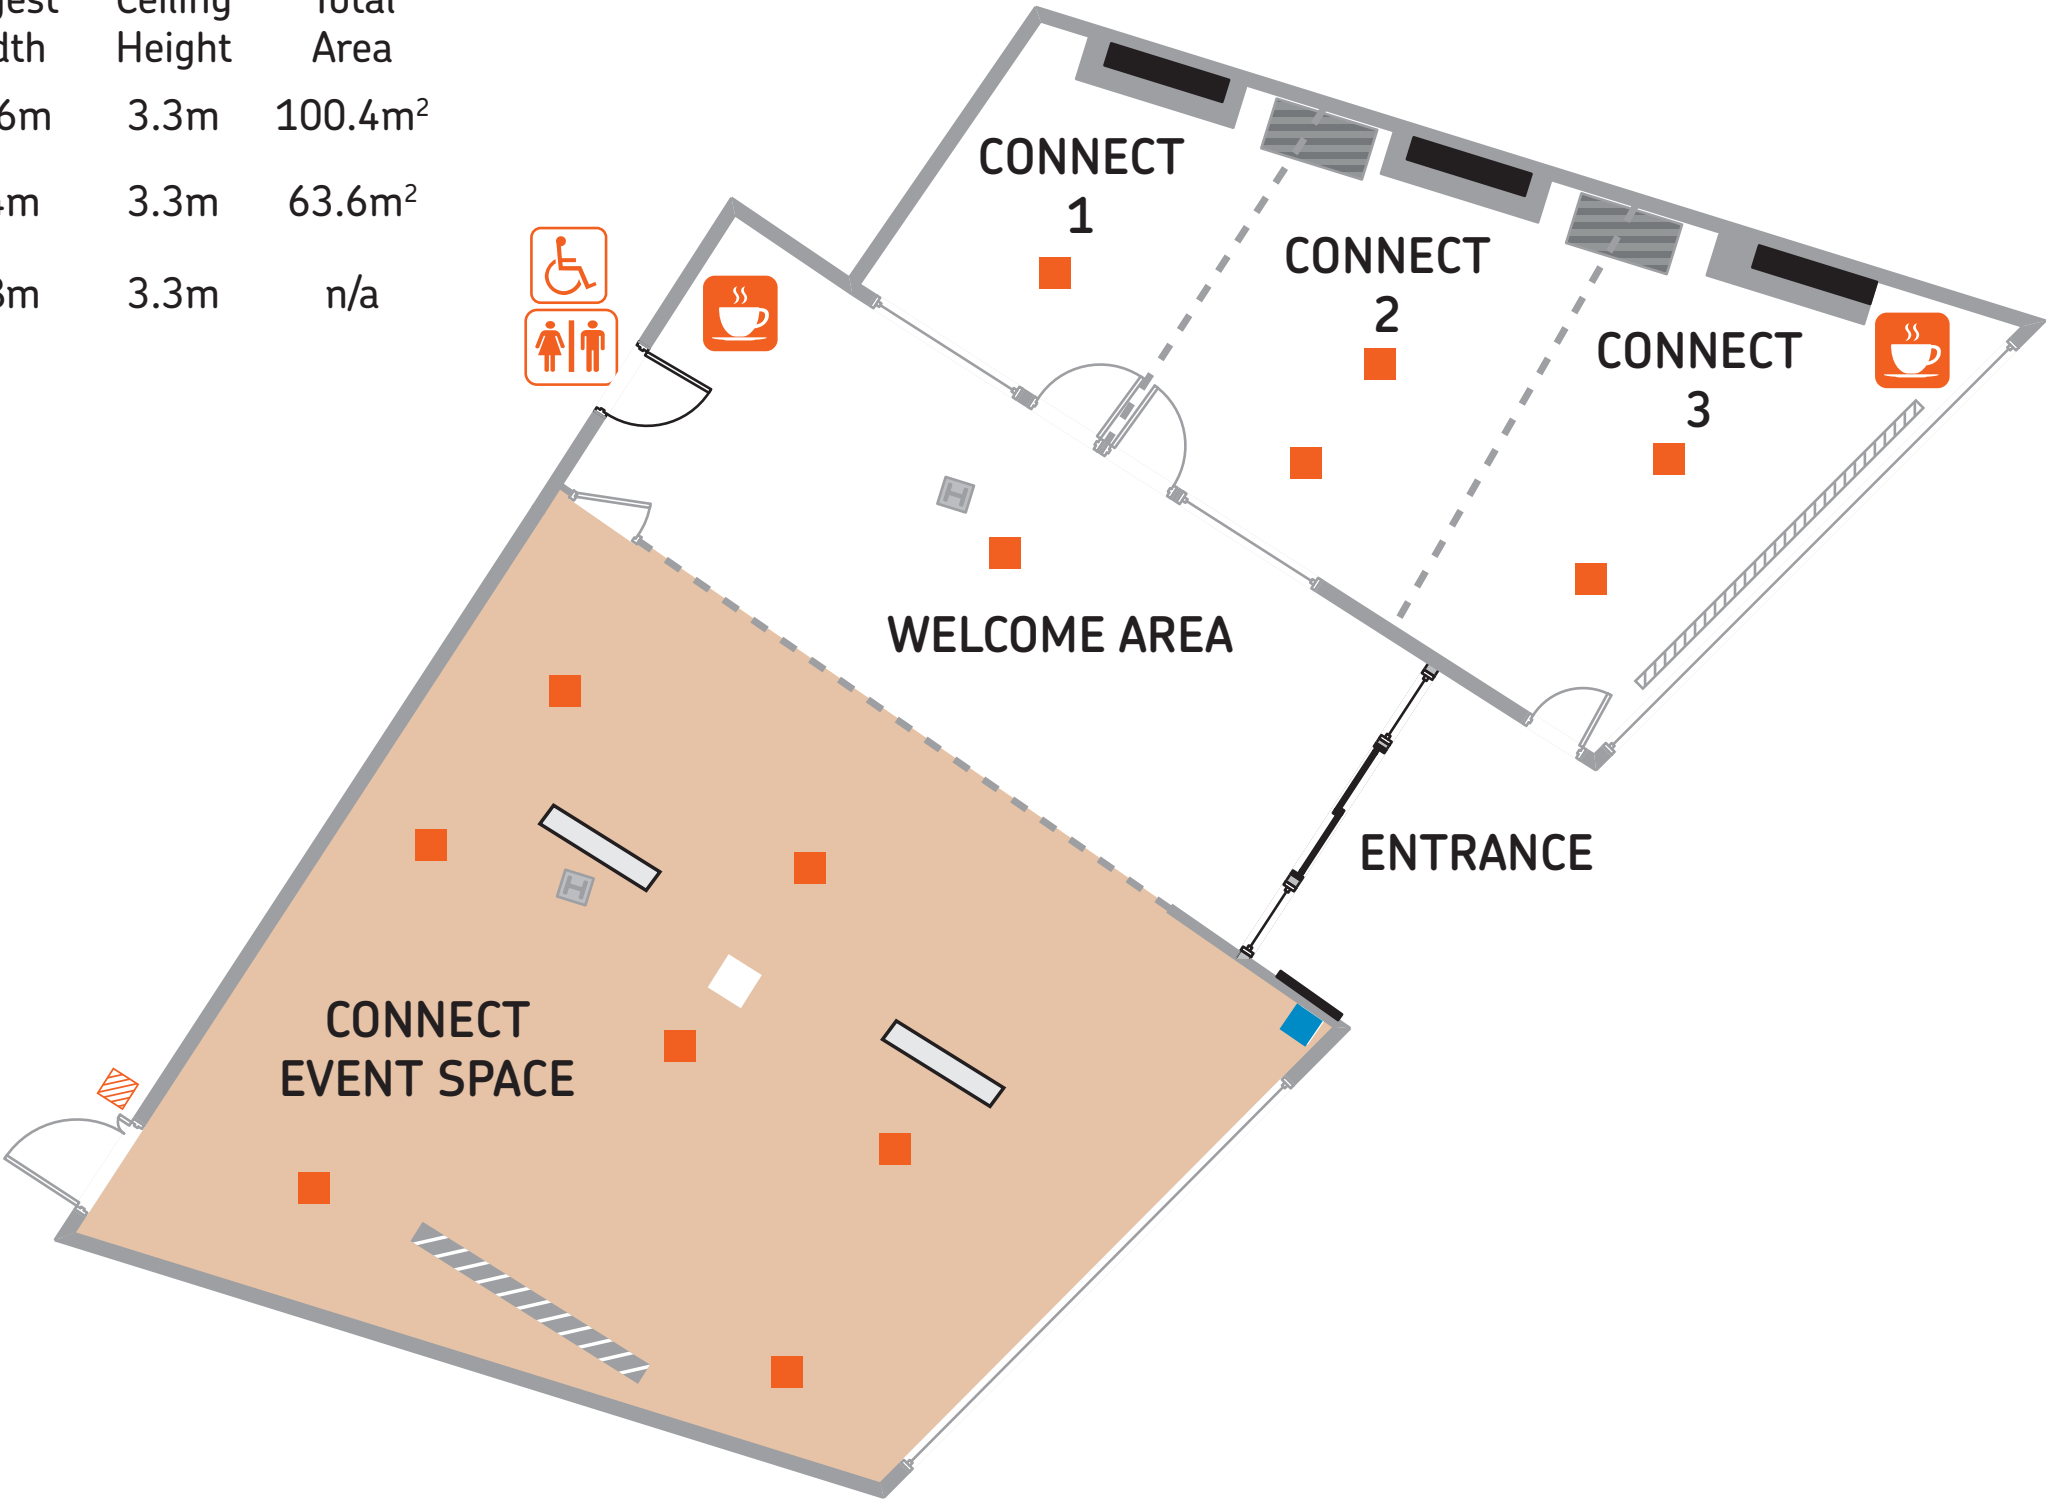 Ceiling Total
Height Area
6m 3.3m 100.4m²
m 3.3m 63.6m²
m 3.3m n/a
CONNECT
1
CONNECT
2
CONNECT
3
WELCOME AREA
ENTRANCE
CONNECT
EVENT SPACE